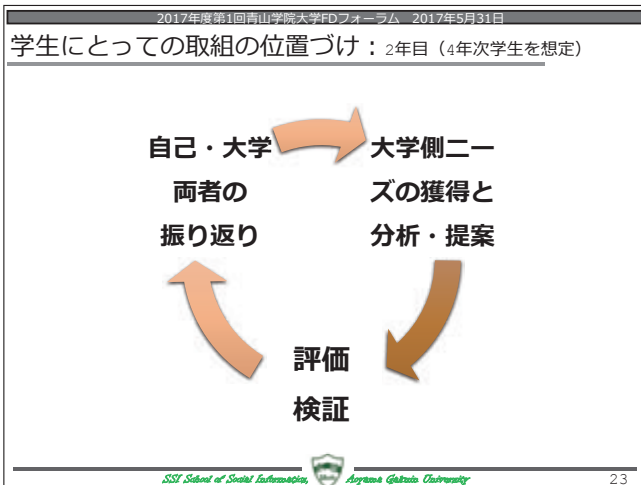 2017年度第1回青山学院大学FDフォーラム 2017年5月31日
学生にとっての取組の位置づけ：2年目（4年次学生を想定）
自己・大学
両者の
振り返り
大学側ニー
ズの獲得と
分析・提案
評価
検証
SSI School of Social Informatics, Aoyama Gakuin University
23